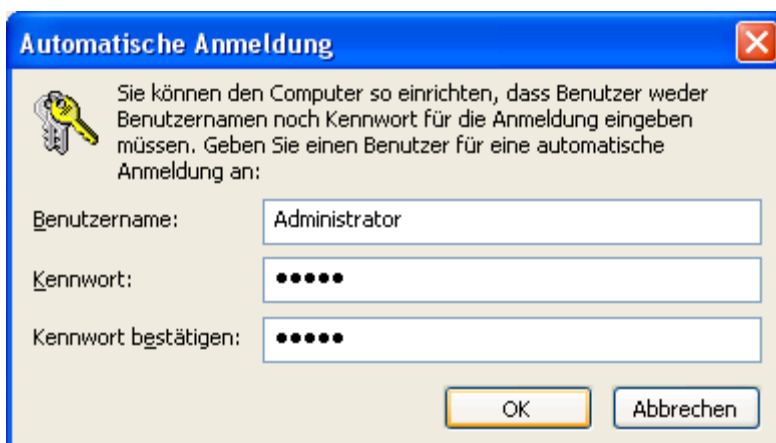 Automatische Anmeldung
Sie können den Computer so einrichten, dass Benutzer weder
Benutzernamen noch Kennwort für die Anmeldung eingeben
müssen. Geben Sie einen Benutzer für eine automatische
Anmeldung an:
Benutzername: Administrator
Kennwort: •••••
Kennwort bestätigen: •••••
OK Abbrechen